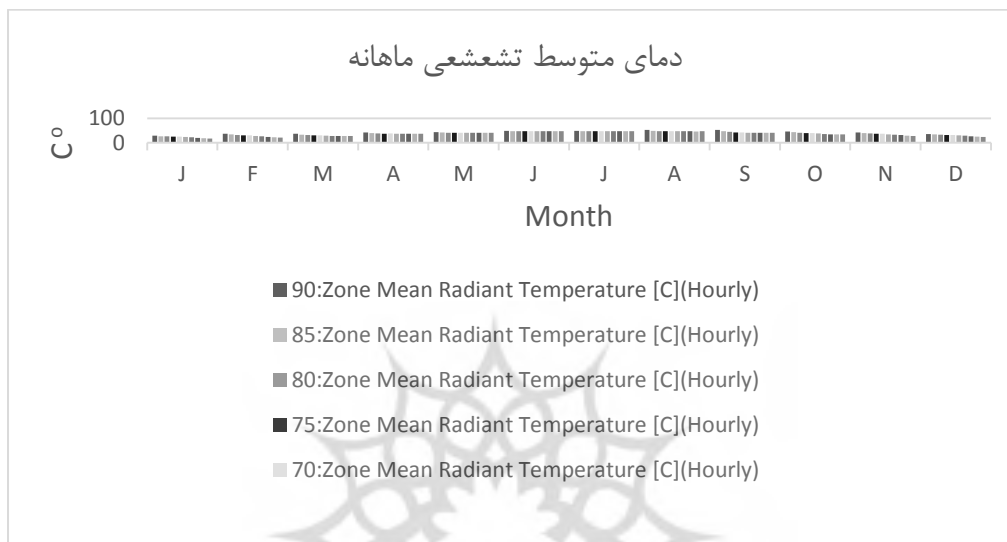 دمای متوسط تشعشعی ماهانه
100
0
C°
J F M A M J J A S O N D
Month
90:Zone Mean Radiant Temperature [C](Hourly)
85:Zone Mean Radiant Temperature [C](Hourly)
80:Zone Mean Radiant Temperature [C](Hourly)
75:Zone Mean Radiant Temperature [C](Hourly)
70:Zone Mean Radiant Temperature [C](Hourly)